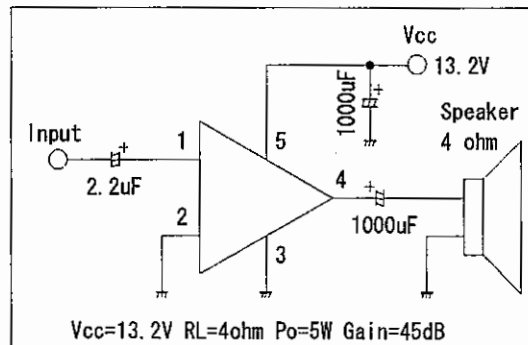 Vcc
13.2V
1000uF
+
Speaker
4 ohm
Input
+
2.2uF
1
5
4
+
1000uF
2
3
Vcc=13.2V RL=4ohm Po=5W Gain=45dB